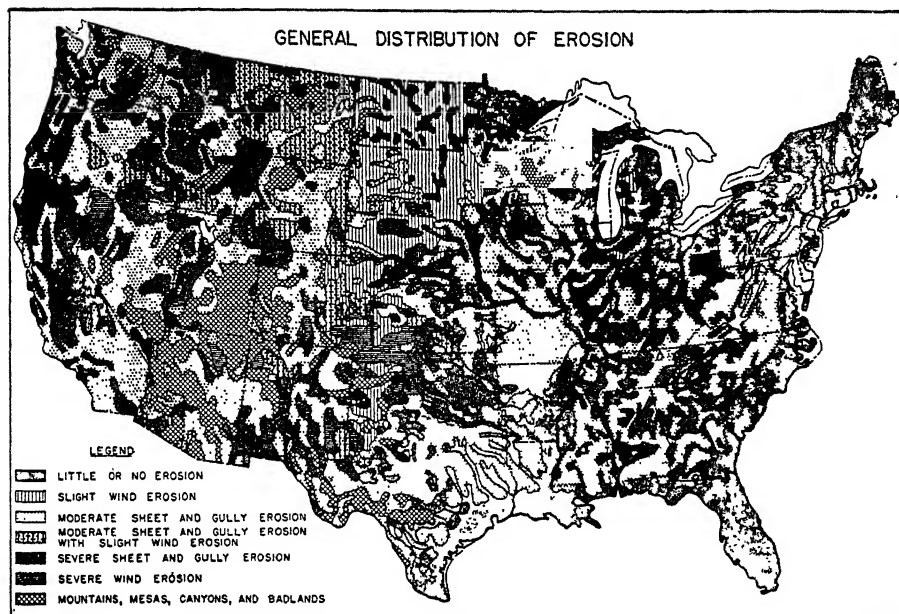 GENERAL DISTRIBUTION OF EROSION
LEGEND
LITTLE OR NO EROSION
SLIGHT WIND EROSION
MODERATE SHEET AND GULLY EROSION
MODERATE SHEET AND GULLY EROSION
WITH SLIGHT WIND EROSION
SEVERE SHEET AND GULLY EROSION
SEVERE WIND EROSION
MOUNTAINS, MESAS, CANYONS, AND BADLANDS